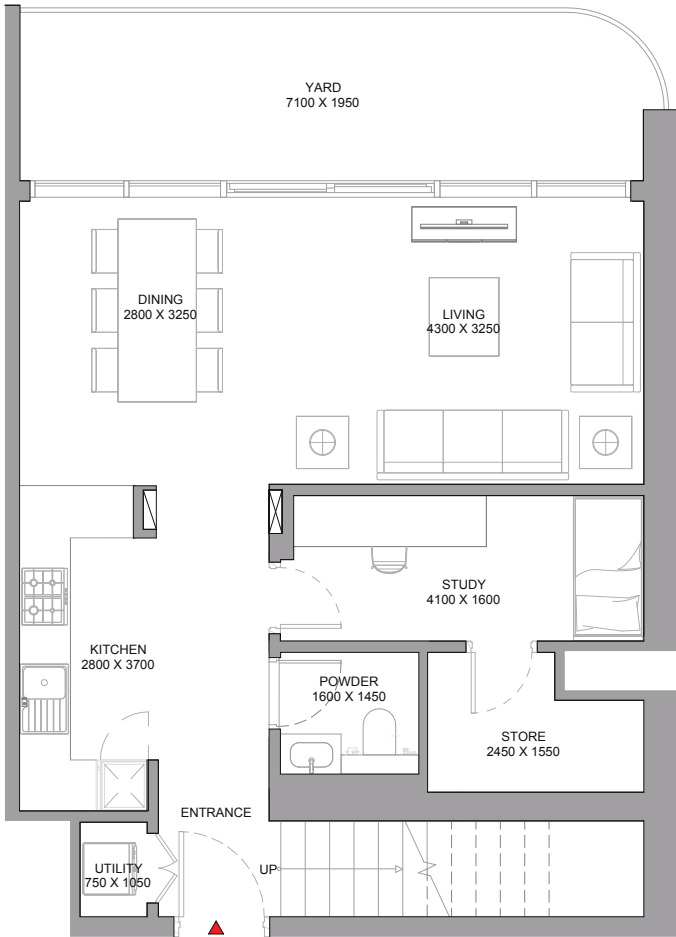 YARD
7100 X 1950
DINING
2800 X 3250
LIVING
4300 X 3250
STUDY
4100 X 1600
KITCHEN
2800 X 3700
POWDER
1600 X 1450
STORE
2450 X 1550
ENTRANCE
UP
UTILITY
750 X 1050